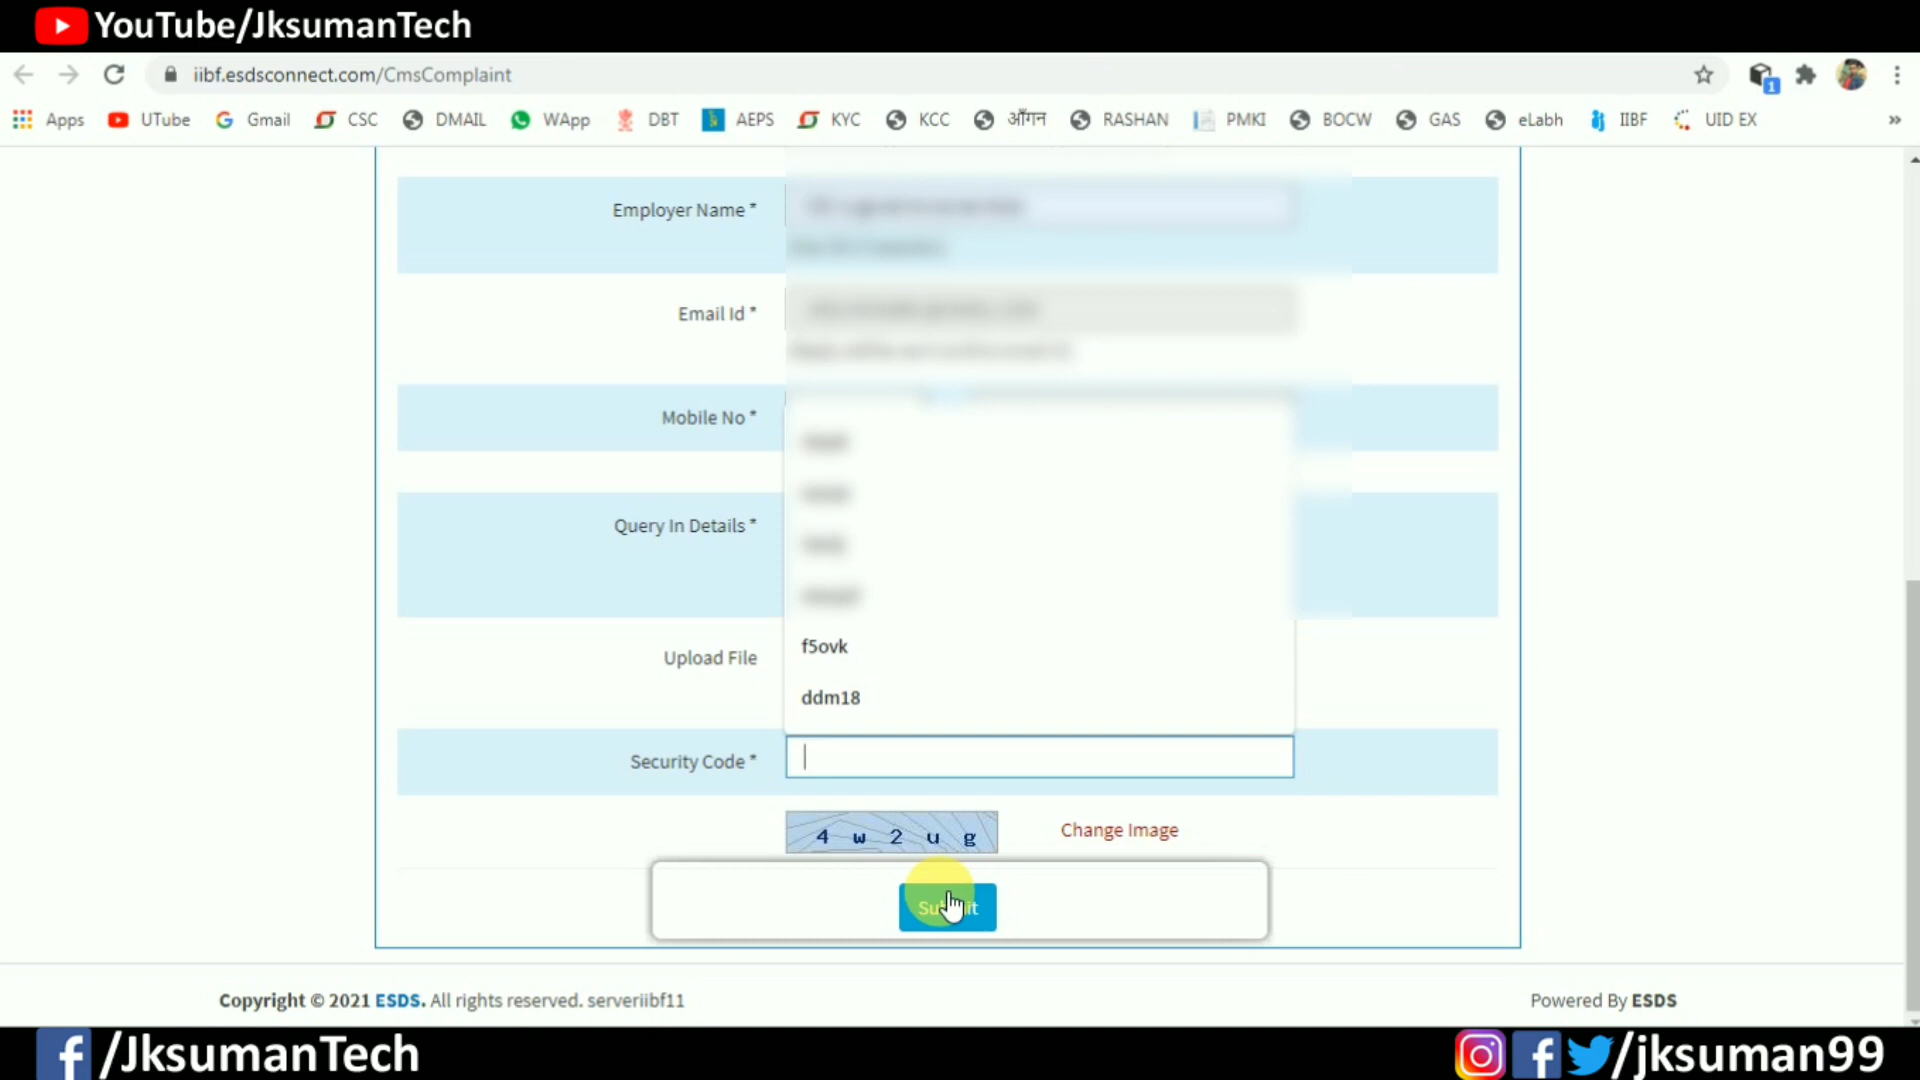 YouTube/JksumanTech
iibf.esdsconnect.com/CmsComplaint
1
Apps UTube Gmail CSC DMAIL WApp DBT AEPS KYC KCC आँगन RASHAN PMKI BOCW GAS eLabh IIBF UID EX »
Employer Name *
Email Id *
Mobile No *
Query In Details *
f5ovk
Upload File
ddm18
Security Code *
4 w 2 u g Change Image
Submit
Copyright © 2021 ESDS. All rights reserved. serveriibf11 Powered By ESDS
/JksumanTech /jksuman99